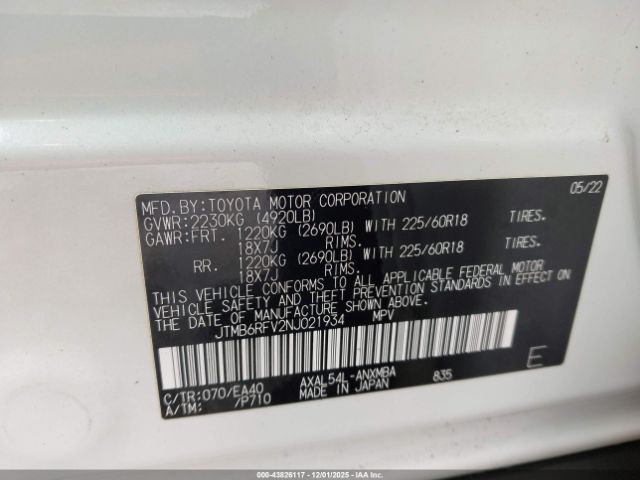 MFD.BY:TOYOTA MOTOR CORPORATION 05/22
GVWR:2230KG (4920LB)
GAWR:FRT. 1220KG (2690LB) WITH 225/60R18 TIRES.
18X7J RIMS.
RR. 1220KG (2690LB) WITH 225/60R18 TIRES.
18X7J RIMS.
THIS VEHICLE CONFORMS TO ALL APPLICABLE FEDERAL MOTOR
VEHICLE SAFETY AND THEFT PREVENTION STANDARDS IN EFFECT ON
THE DATE OF MANUFACTURE SHOWN ABOVE.
JTMB6RFV2NJ021934 MPV
E
C/TR:070/EA40 AXAL54L-ANXMBA 835
A/TM: /P710 MADE IN JAPAN
000-43826117 - 12/01/2025 - IAAI.COM